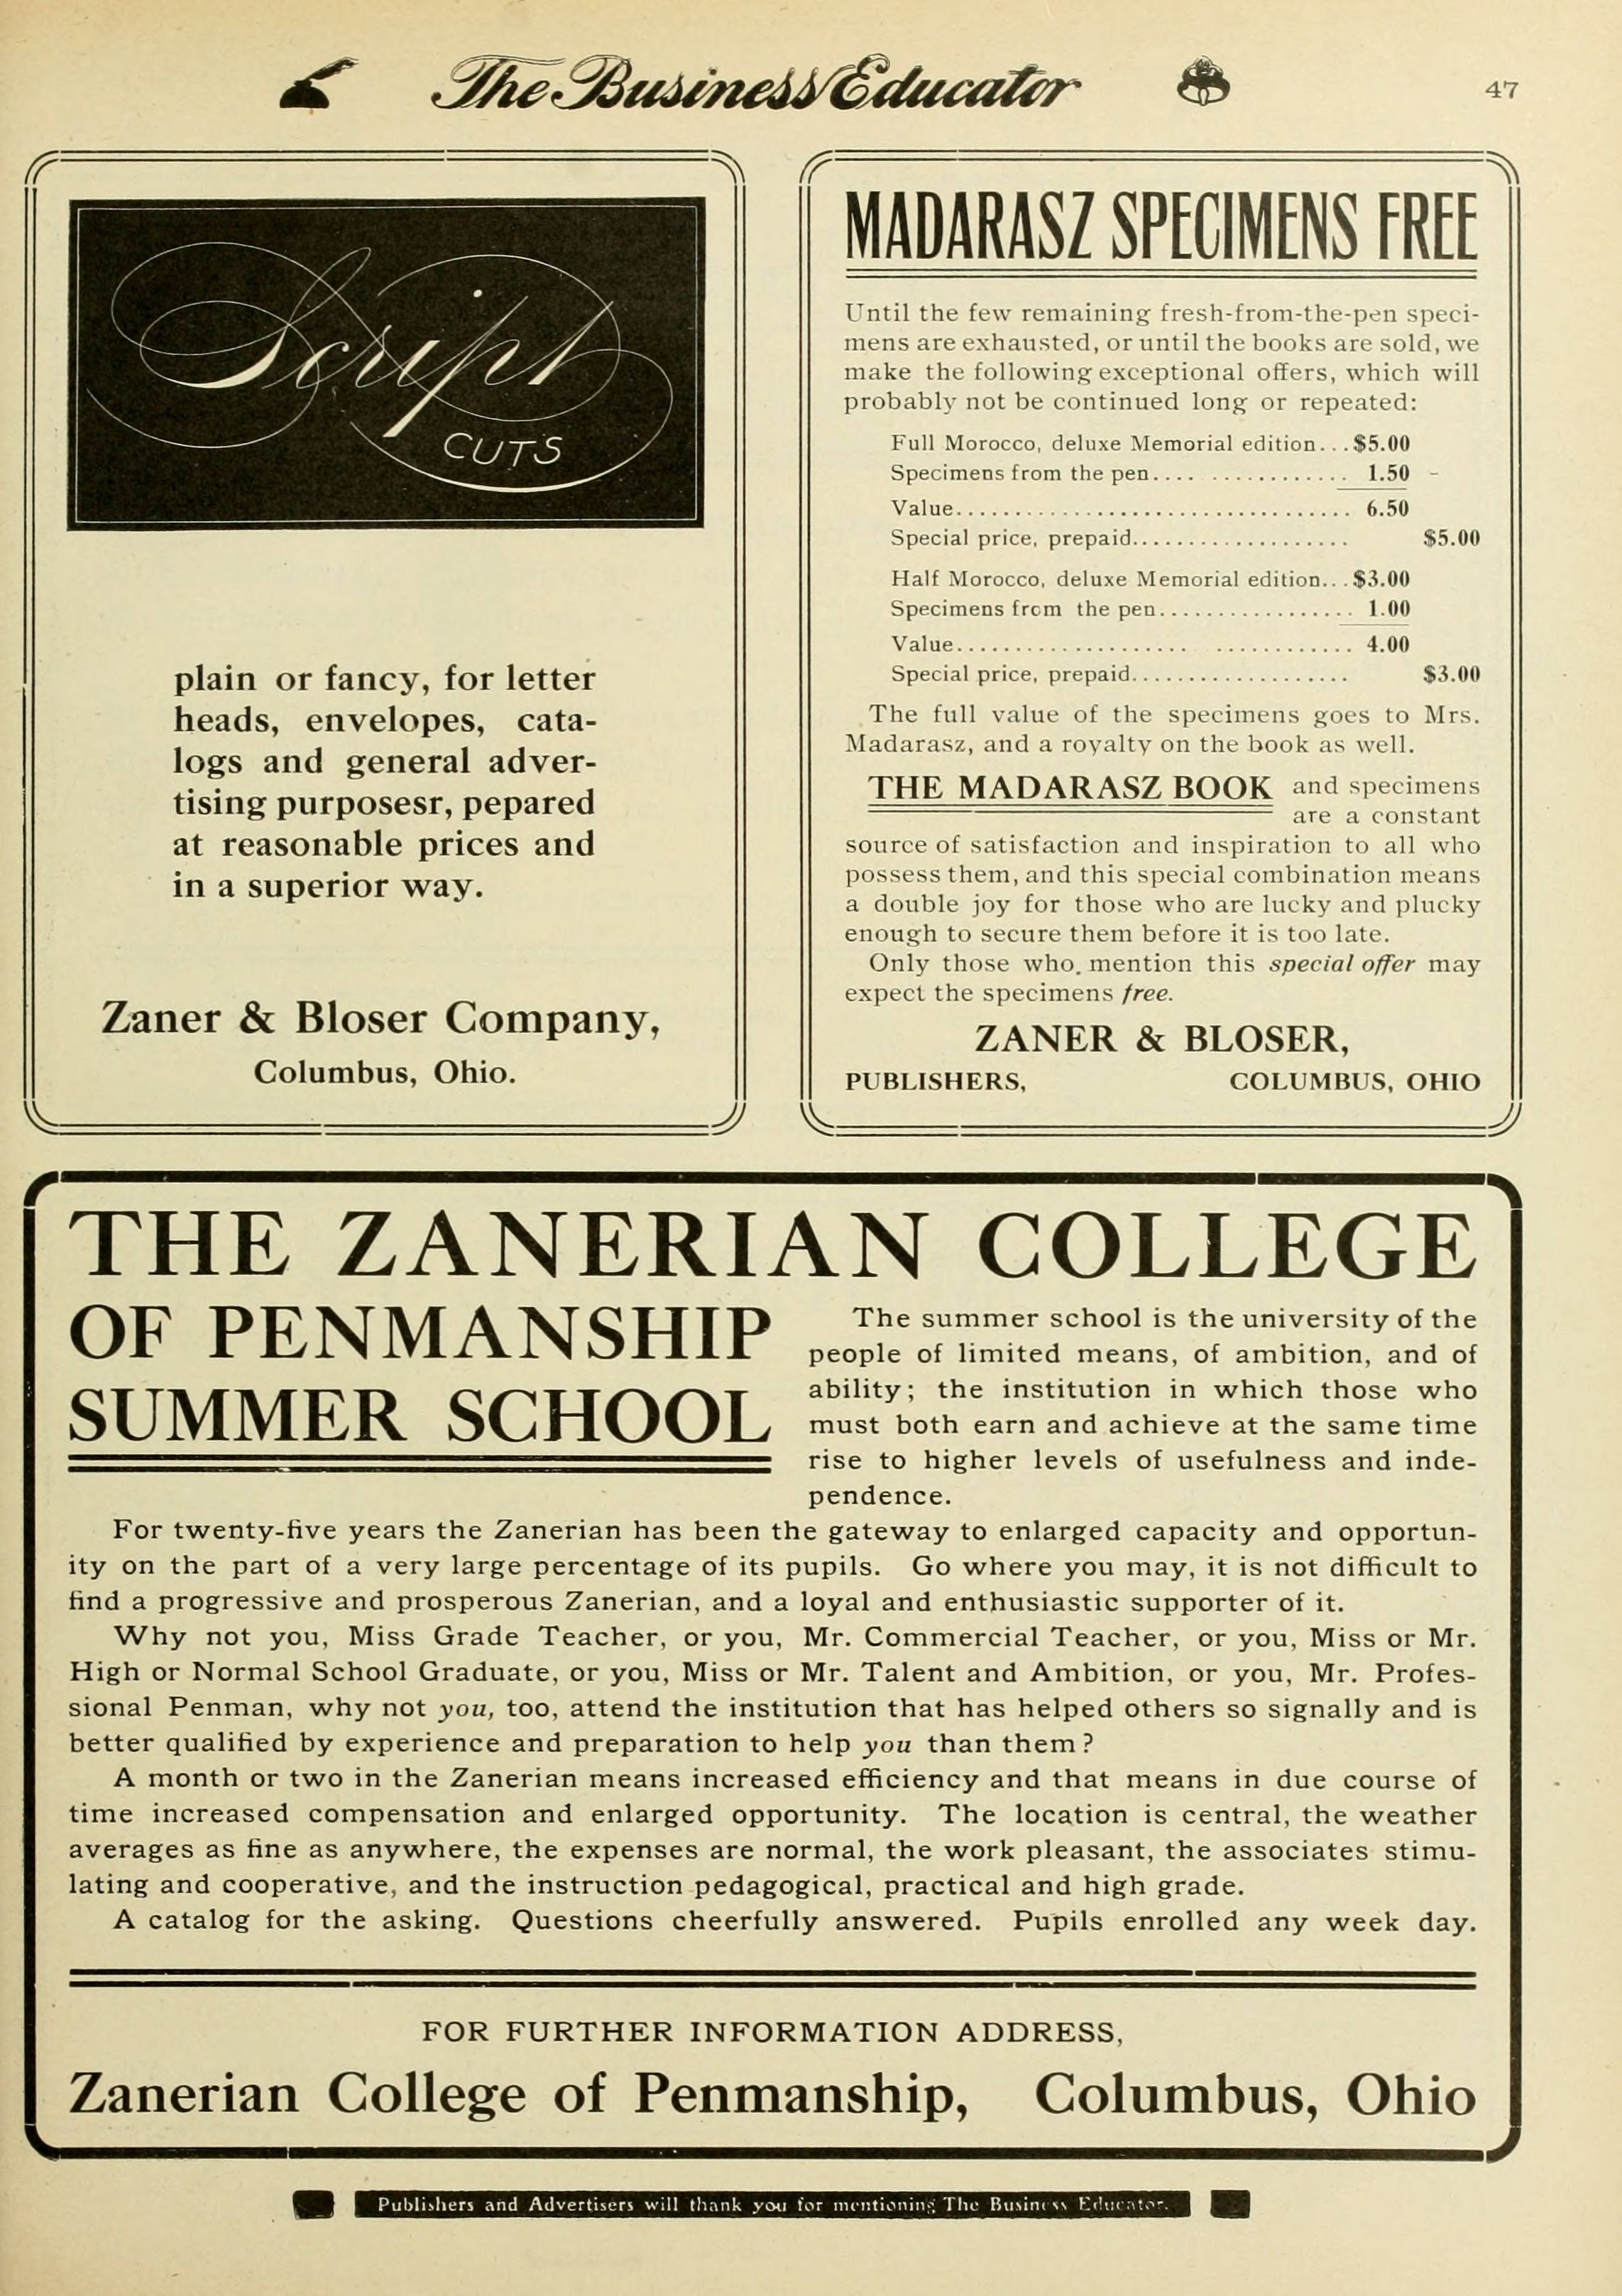 The Business Educator
47
Script
CUTS
plain or fancy, for letter
heads, envelopes, cata-
logs and general adver-
tising purposesr, pepared
at reasonable prices and
in a superior way.
Zaner & Bloser Company,
Columbus, Ohio.
MADARASZ SPECIMENS FREE
Until the few remaining fresh-from-the-pen speci-
mens are exhausted, or until the books are sold, we
make the following exceptional offers, which will
probably not be continued long or repeated:
Full Morocco, deluxe Memorial edition...$5.00
Specimens from the pen.... ............. 1.50
Value.................................... 6.50
Special price, prepaid................... $5.00
Half Morocco, deluxe Memorial edition...$3.00
Specimens from the pen................. 1.00
Value..................... ............. 4.00
Special price, prepaid................... $3.00
The full value of the specimens goes to Mrs.
Madarasz, and a royalty on the book as well.
THE MADARASZ BOOK and specimens
are a constant
source of satisfaction and inspiration to all who
possess them, and this special combination means
a double joy for those who are lucky and plucky
enough to secure them before it is too late.
Only those who. mention this special offer may
expect the specimens free.
ZANER & BLOSER,
PUBLISHERS, COLUMBUS, OHIO
THE ZANERIAN COLLEGE
OF PENMANSHIP
SUMMER SCHOOL
The summer school is the university of the
people of limited means, of ambition, and of
ability; the institution in which those who
must both earn and achieve at the same time
rise to higher levels of usefulness and inde-
pendence.
For twenty-five years the Zanerian has been the gateway to enlarged capacity and opportun-
ity on the part of a very large percentage of its pupils. Go where you may, it is not difficult to
find a progressive and prosperous Zanerian, and a loyal and enthusiastic supporter of it.
Why not you, Miss Grade Teacher, or you, Mr. Commercial Teacher, or you, Miss or Mr.
High or Normal School Graduate, or you, Miss or Mr. Talent and Ambition, or you, Mr. Profes-
sional Penman, why not you, too, attend the institution that has helped others so signally and is
better qualified by experience and preparation to help you than them?
A month or two in the Zanerian means increased efficiency and that means in due course of
time increased compensation and enlarged opportunity. The location is central, the weather
averages as fine as anywhere, the expenses are normal, the work pleasant, the associates stimu-
lating and cooperative, and the instruction pedagogical, practical and high grade.
A catalog for the asking. Questions cheerfully answered. Pupils enrolled any week day.
FOR FURTHER INFORMATION ADDRESS,
Zanerian College of Penmanship, Columbus, Ohio
Publishers and Advertisers will thank you for mentioning The Business Educator.